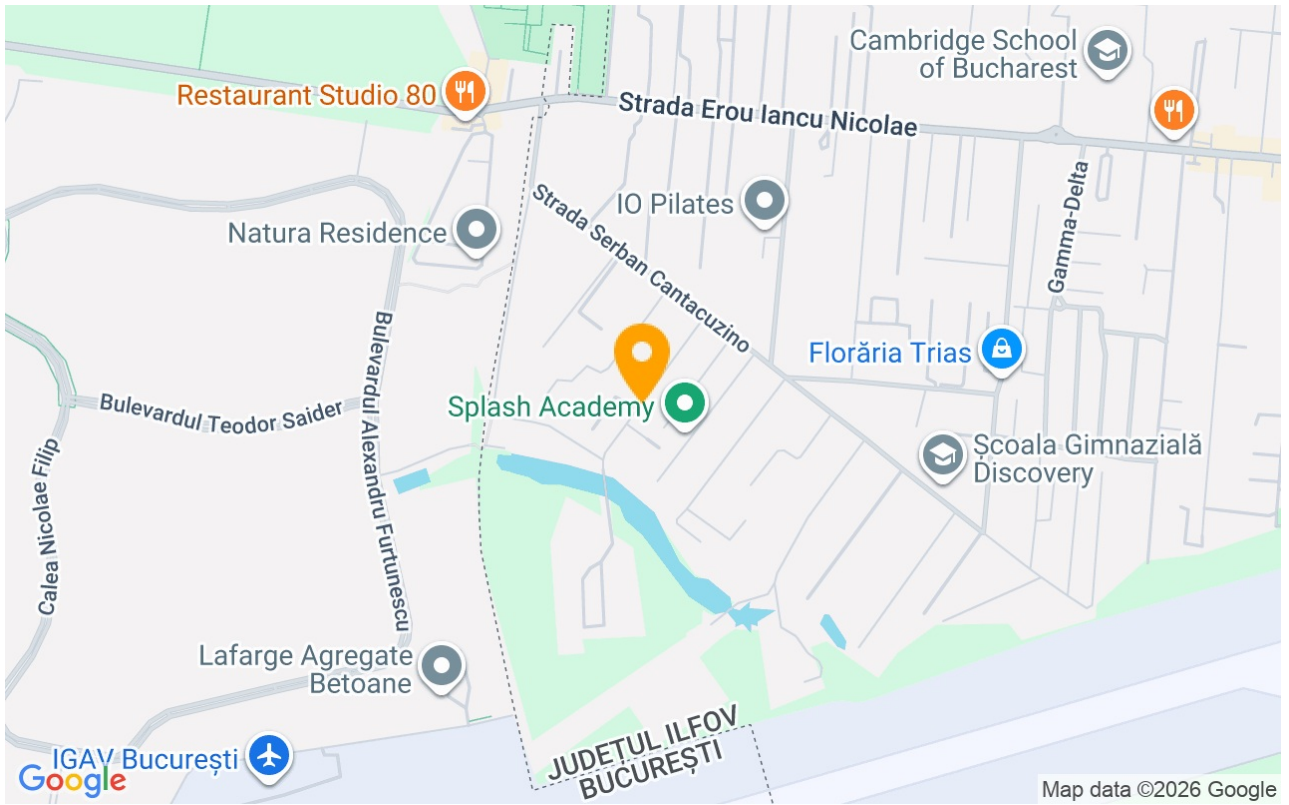 Cambridge School
of Bucharest
Restaurant Studio 80
Strada Erou Iancu Nicolae
IO Pilates
Strada Serban Cantacuzino
Natura Residence
Gamma-Delta
Florăria Trias
Splash Academy
Bulevardul Teodor Saider
Bulevardul Alexandru Furtunescu
Calea Nicolae Filip
Școala Gimnazială
Discovery
Lafarge Agregate
Betoane
JUDEȚUL ILFOV
BUCUREȘTI
IGAV București
Google
Map data ©2026 Google